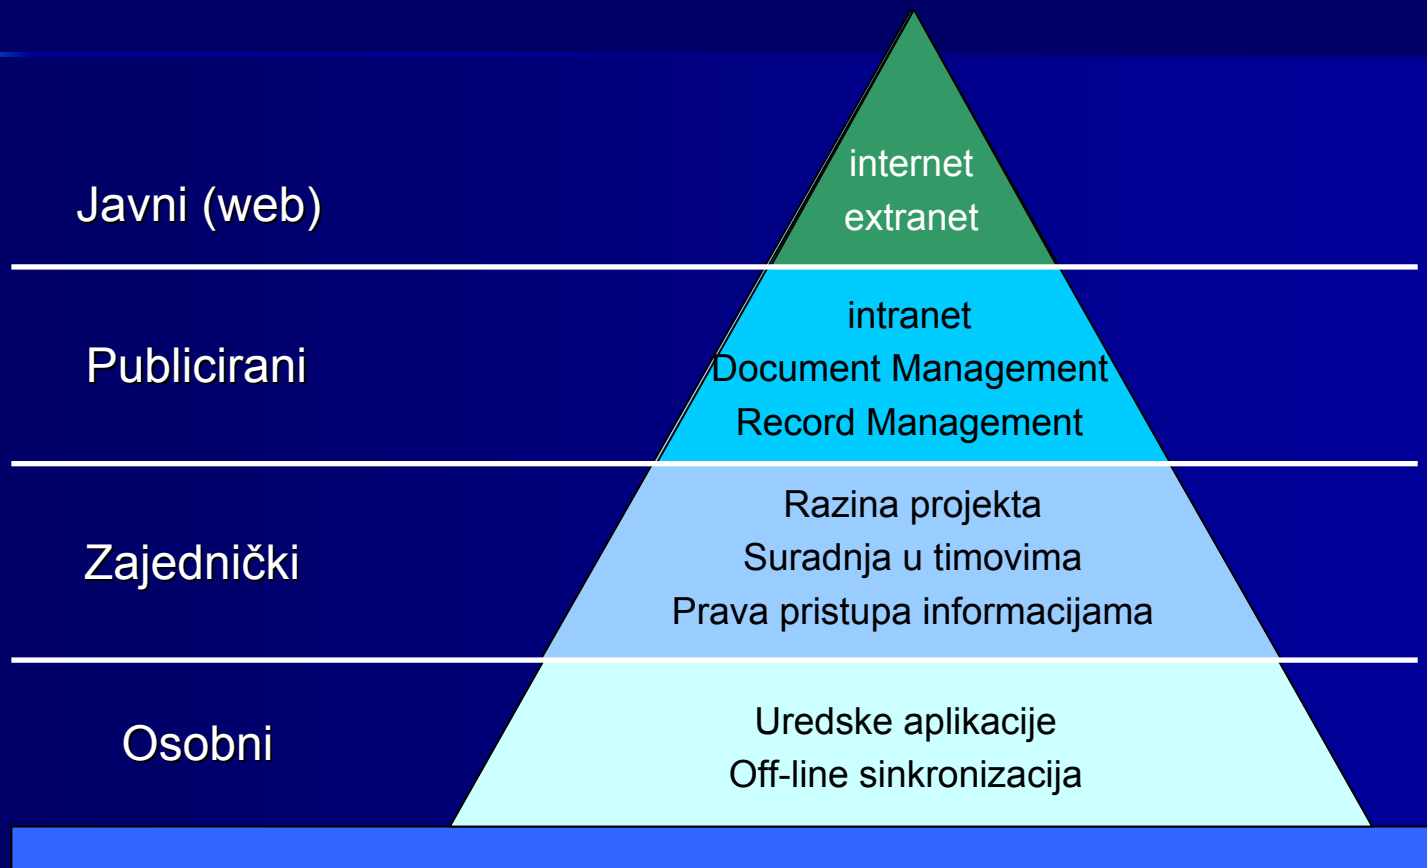 Javni (web)
internet
extranet
Publicirani
intranet
Document Management
Record Management
Zajednički
Razina projekta
Suradnja u timovima
Prava pristupa informacijama
Osobni
Uredske aplikacije
Off-line sinkronizacija